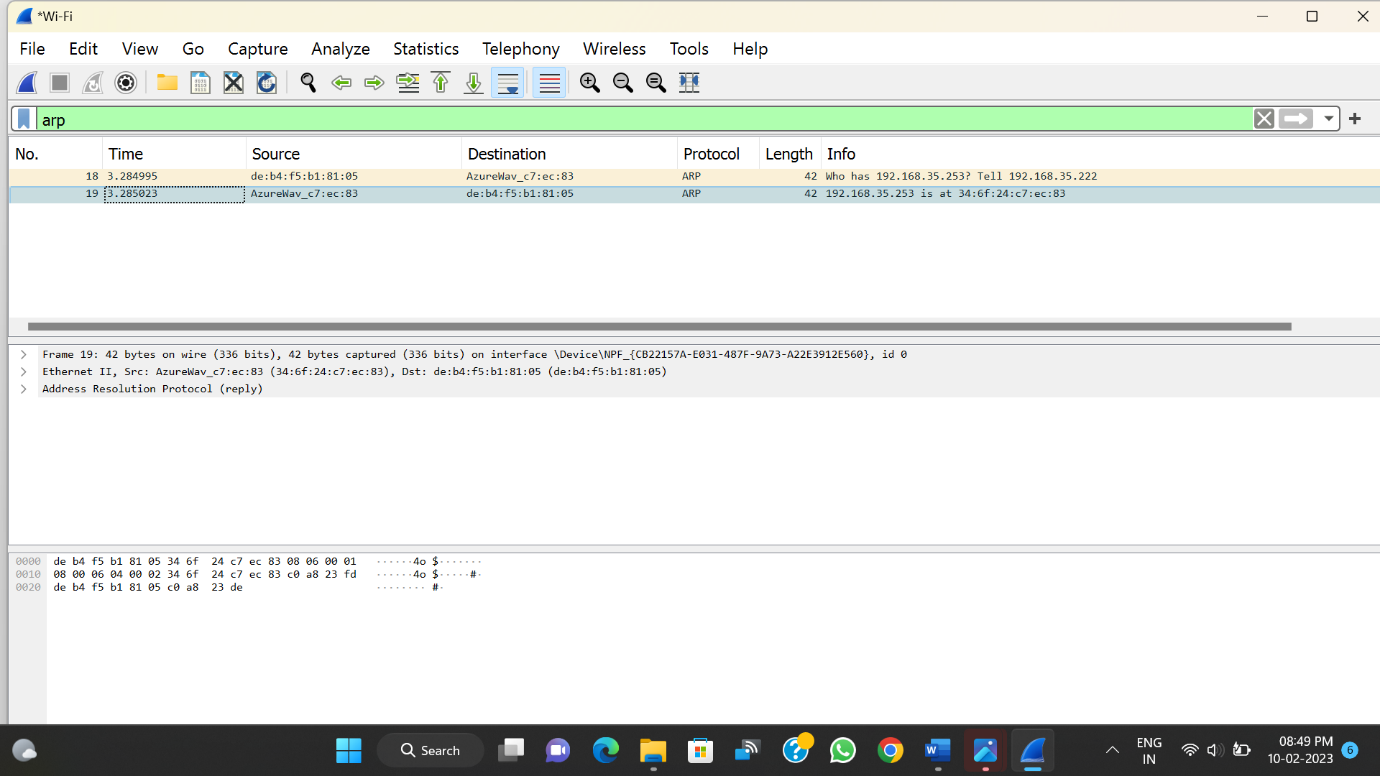 *Wi-Fi
File Edit View Go Capture Analyze Statistics Telephony Wireless Tools Help
arp
No. Time Source Destination Protocol Length Info
18 3.284995 de:b4:f5:b1:81:05 AzureWav_c7:ec:83 ARP 42 Who has 192.168.35.253? Tell 192.168.35.222
19 3.285023 AzureWav_c7:ec:83 de:b4:f5:b1:81:05 ARP 42 192.168.35.253 is at 34:6f:24:c7:ec:83
Frame 19: 42 bytes on wire (336 bits), 42 bytes captured (336 bits) on interface \Device\NPF_{CB22157A-E031-487F-9A73-A22E3912E560}, id 0
Ethernet II, Src: AzureWav_c7:ec:83 (34:6f:24:c7:ec:83), Dst: de:b4:f5:b1:81:05 (de:b4:f5:b1:81:05)
Address Resolution Protocol (reply)
0000 de b4 f5 b1 81 05 34 6f 24 c7 ec 83 08 06 00 01 ······4o $·······
0010 08 00 06 04 00 02 34 6f 24 c7 ec 83 c0 a8 23 fd ······4o $·····#·
0020 de b4 f5 b1 81 05 c0 a8 23 de ········ #·
Search
ENG
IN
08:49 PM
10-02-2023
6